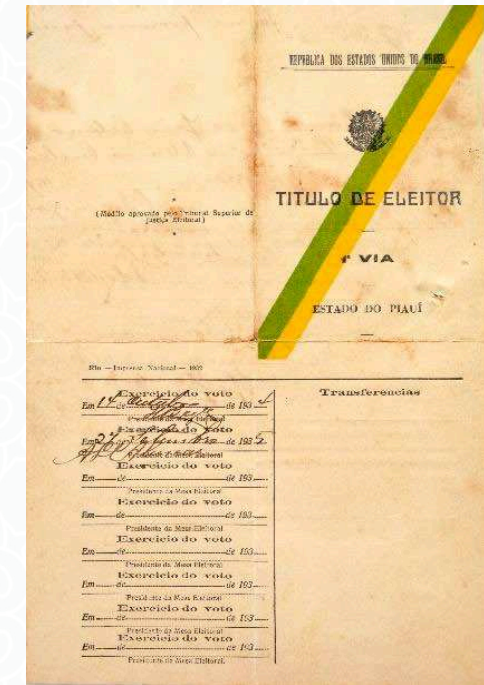 REPUBLICA DOS ESTADOS UNIDOS DO BRASIL
TITULO DE ELEITOR
1ª VIA
ESTADO DO PIAUÍ
(Modêlo aprovado pelo Tribunal Superior de
Justiça Eleitoral)
Rio — Imprensa Nacional — 1932
Exercicio do voto
Em 14 de Outubro de 1934
Presidente da Mesa Eleitoral
Exercicio do voto
Em de Setembro de 1935
Presidente da Mesa Eleitoral
Exercicio do voto
Em de de 193
Presidente da Mesa Eleitoral
Exercicio do voto
Em de de 193
Presidente da Mesa Eleitoral
Exercicio do voto
Em de de 193
Presidente da Mesa Eleitoral
Exercicio do voto
Em de de 193
Presidente da Mesa Eleitoral
Exercicio do voto
Em de de 193
Presidente da Mesa Eleitoral
Exercicio do voto
Em de de 193
Presidente da Mesa Eleitoral.
Transferencias